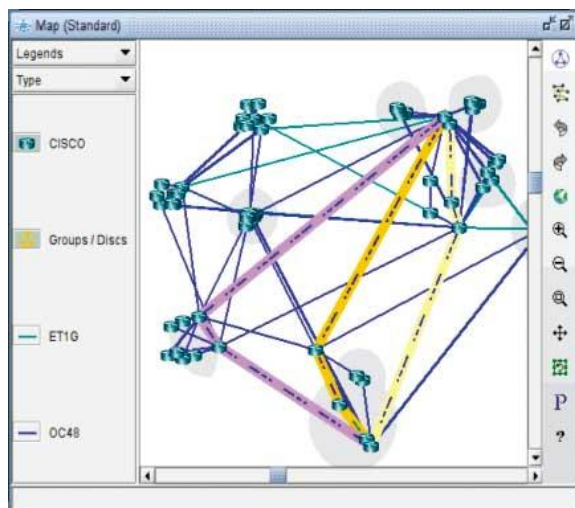 Map (Standard)
Legends
Type
CISCO
Groups / Discs
ET1G
OC48
P
?